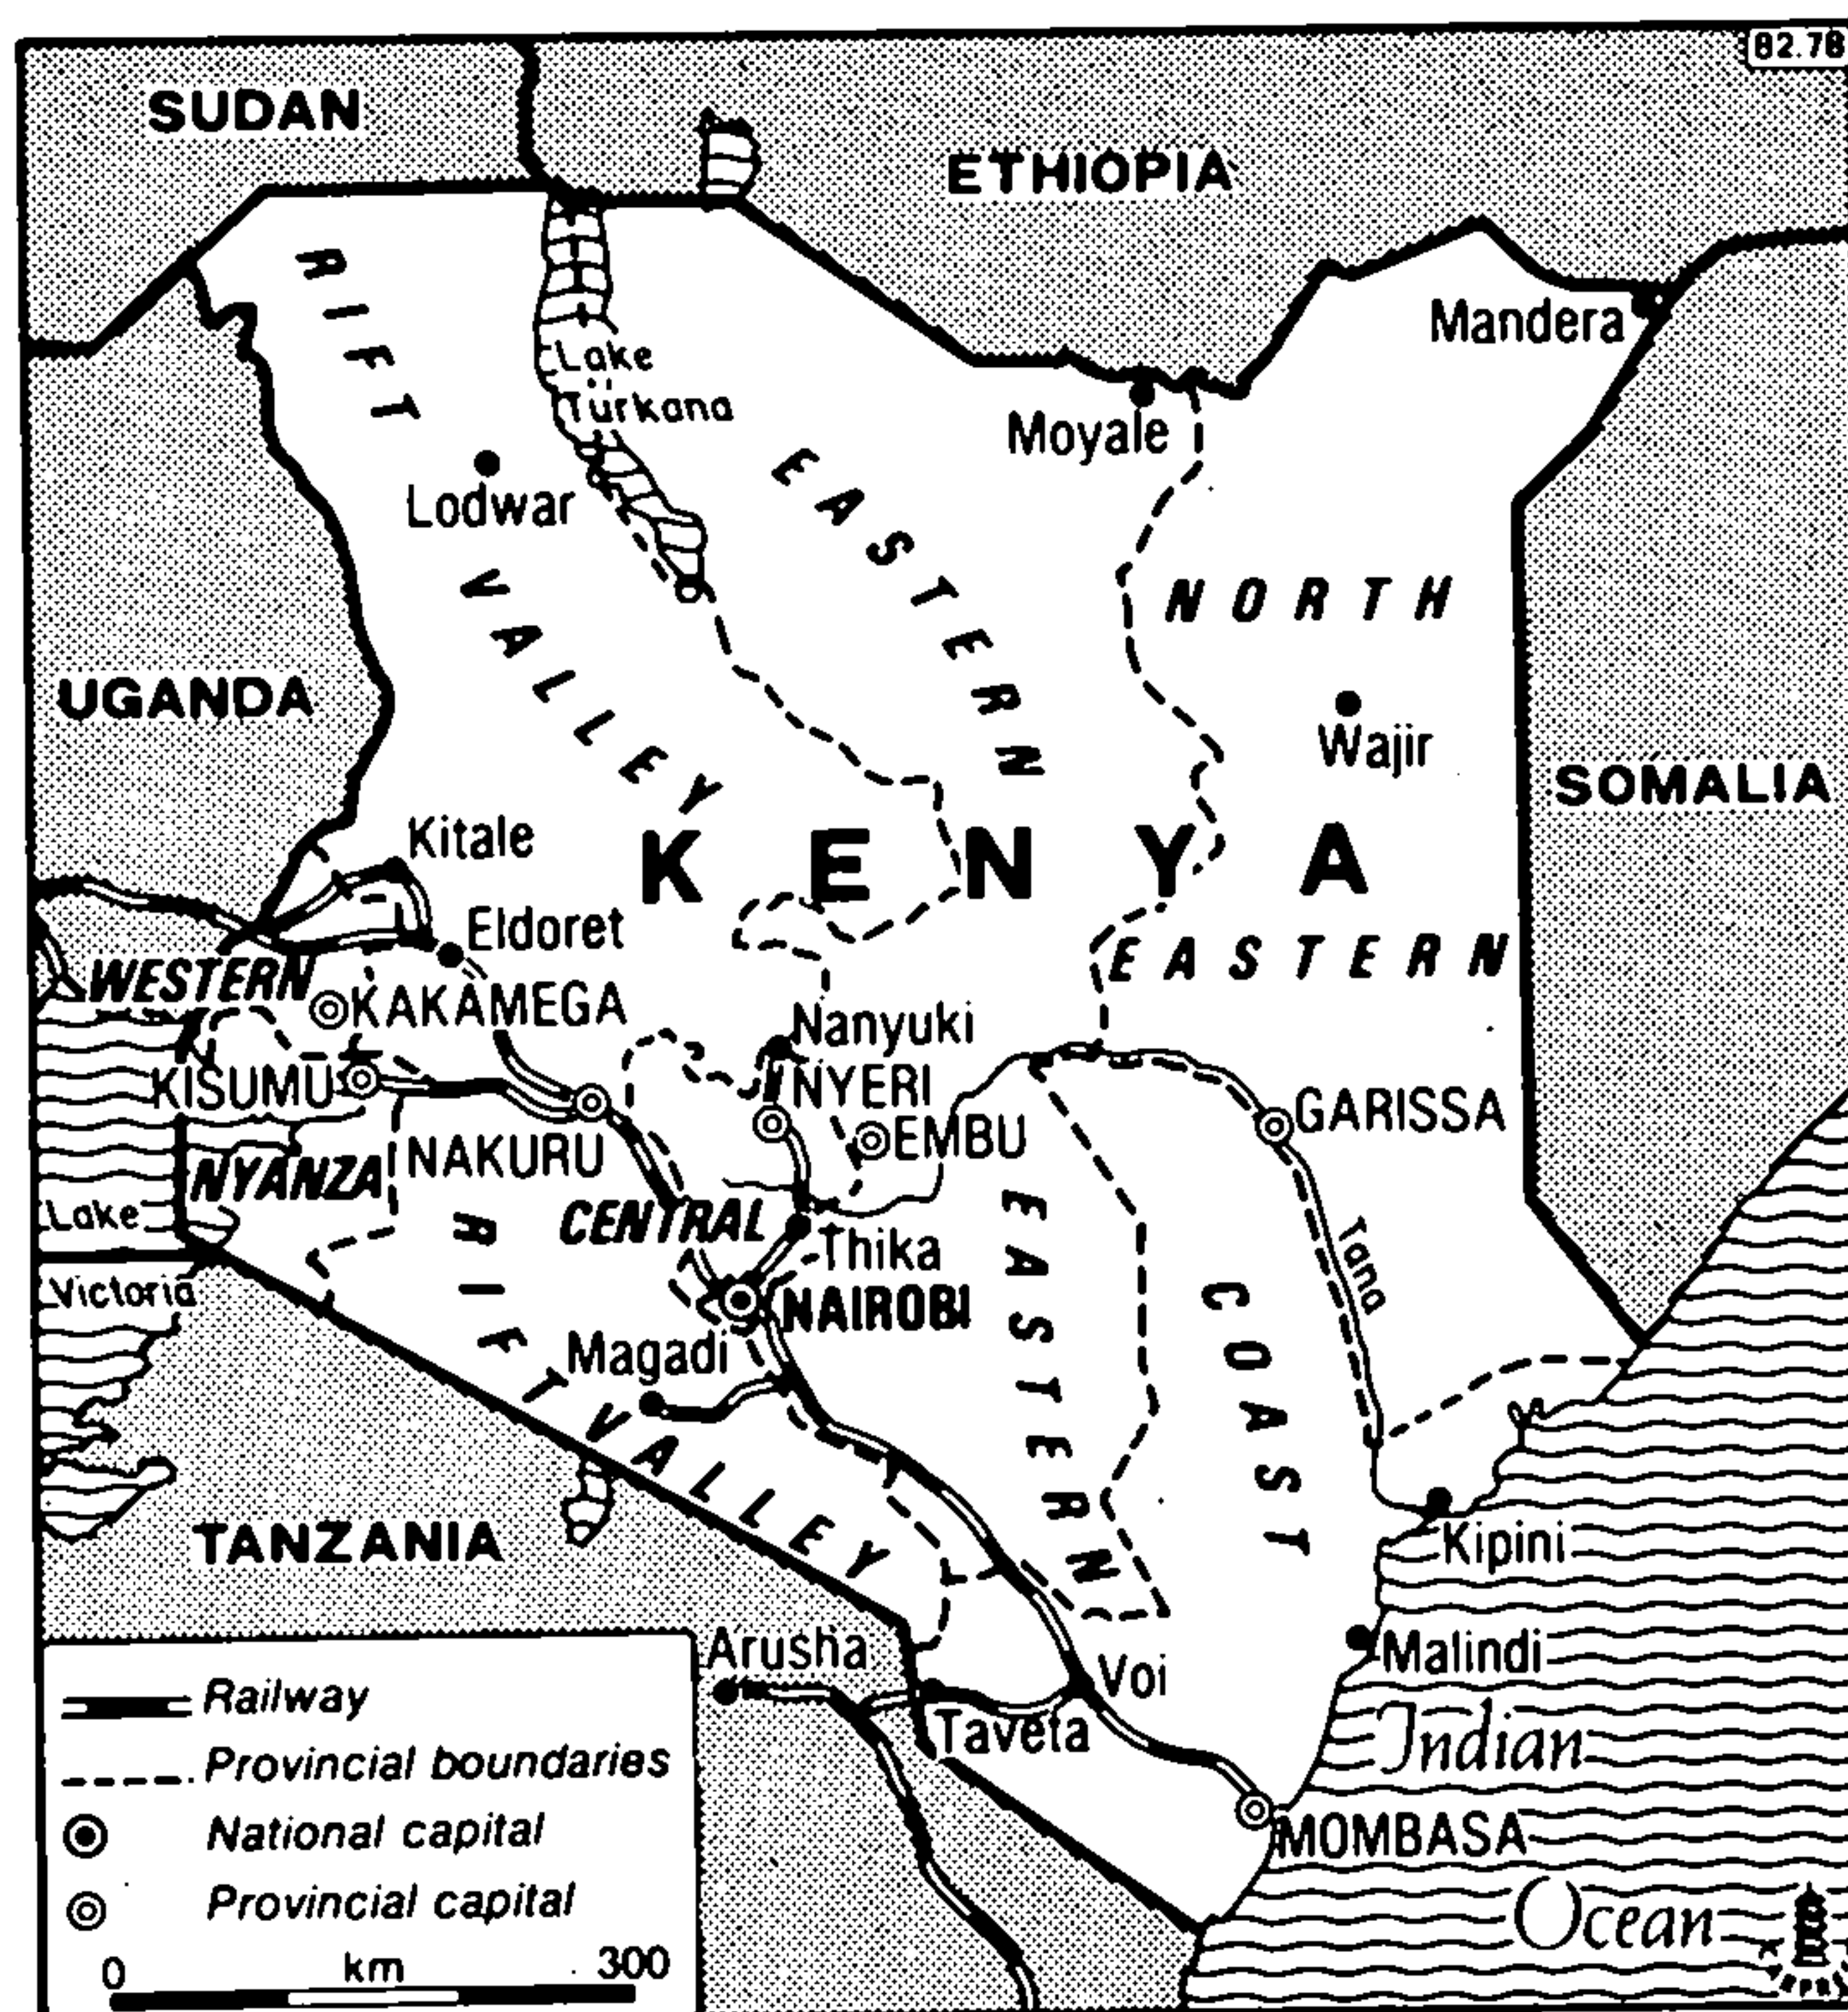 82.78
SUDAN
ETHIOPIA
Mandera
RIFT VALLEY
Lake
Turkana
Moyale
EASTERN
Lodwar
NORTH
UGANDA
Wajir
SOMALIA
Kitale
KENYA
Eldoret
EASTERN
WESTERN
KAKAMEGA
Nanyuki
KISUMU
NYERI
GARISSA
EMBU
NAKURU
NYANZA
Lake
CENTRAL
Thika
Tana
Victoria
NAIROBI
EASTERN
COAST
RIFT VALLEY
Magadi
Kipini
TANZANIA
Arusha
Malindi
Voi
Taveta
Indian
MOMBASA
Ocean
Railway
Provincial boundaries
National capital
Provincial capital
0 km 300